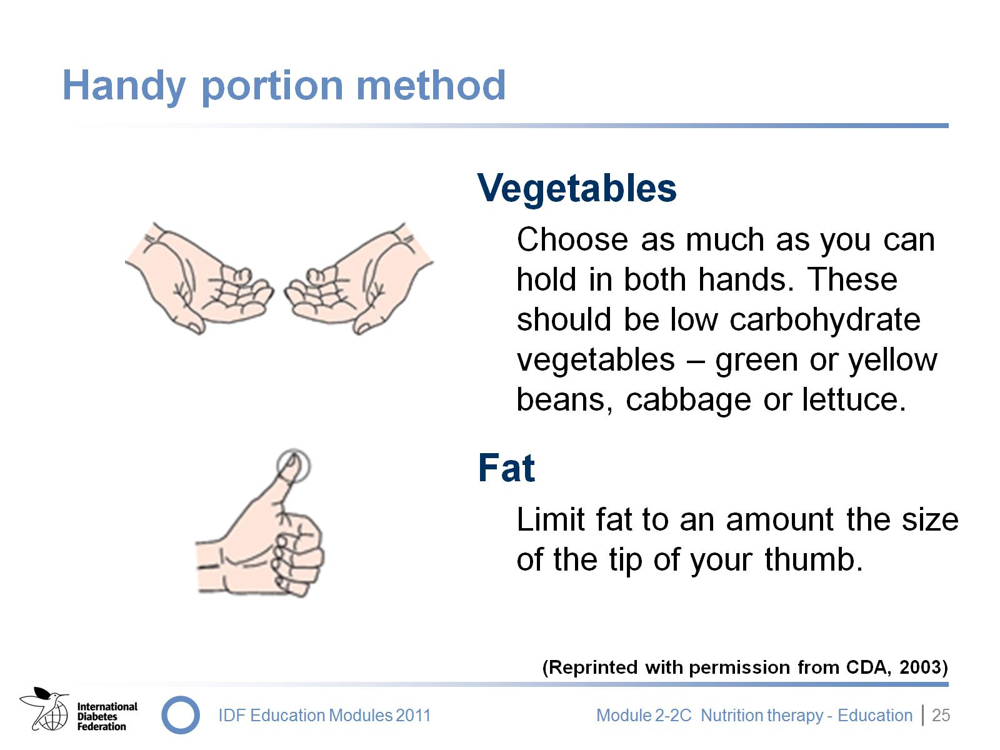 Handy portion method
Vegetables
Choose as much as you can
hold in both hands. These
should be low carbohydrate
vegetables – green or yellow
beans, cabbage or lettuce.
Fat
Limit fat to an amount the size
of the tip of your thumb.
(Reprinted with permission from CDA, 2003)
International
Diabetes
Federation
IDF Education Modules 2011
Module 2-2C Nutrition therapy - Education | 25